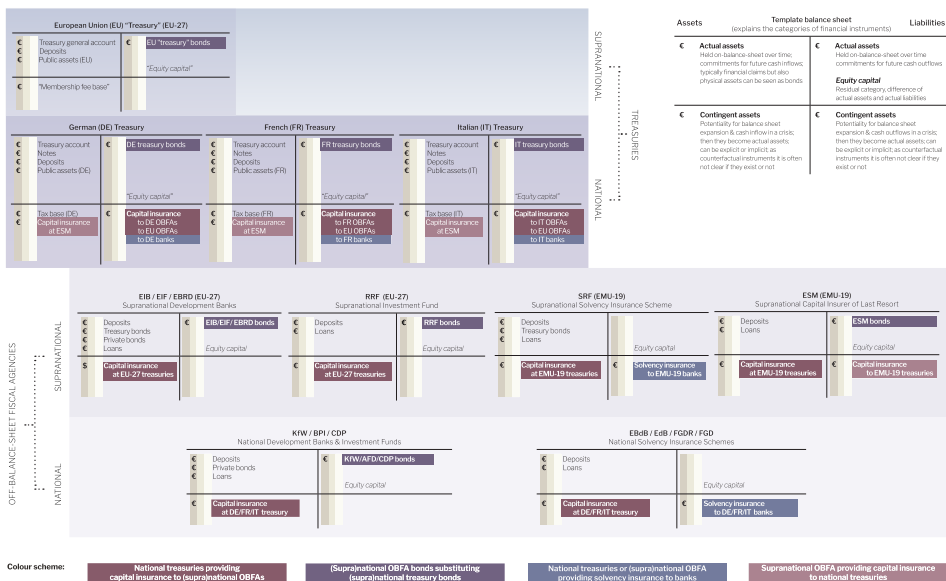 European Union (EU) "Treasury" (EU-27)
€ Treasury general account
€ Deposits
€ Public assets (EU)
€ EU "treasury" bonds
"Equity capital"
€ "Membership fee base"
SUPRANATIONAL
TREASURIES
NATIONAL
Assets
Template balance sheet
(explains the categories of financial instruments)
Liabilities
€ Actual assets
Held on-balance-sheet over time;
commitments for future cash inflows;
typically financial claims but also
physical assets can be seen as bonds
€ Actual assets
Held on-balance-sheet over time
commitments for future cash outflows
Equity capital
Residual category, difference of
actual assets and actual liabilities
€ Contingent assets
Potentiality for balance sheet
expansion & cash inflow in a crisis;
then they become actual assets;
can be explicit or implicit; as
counterfactual instruments it is often
not clear if they exist or not
€ Contingent assets
Potentiality for balance sheet
expansion & cash outflows in a crisis;
then they become actual assets;
can be explicit or implicit; as
counterfactual instruments it is often
not clear if they exist or not
German (DE) Treasury
€ Treasury account
€ Notes
€ Deposits
€ Public assets (DE)
€ DE treasury bonds
"Equity capital"
€ Tax base (DE)
€ Capital insurance
at ESM
€ Capital insurance
to DE OBFAs
to EU OBFAs
to DE banks
French (FR) Treasury
€ Treasury account
€ Notes
€ Deposits
€ Public assets (FR)
€ FR treasury bonds
"Equity capital"
€ Tax base (FR)
€ Capital insurance
at ESM
€ Capital insurance
to FR OBFAs
to EU OBFAs
to FR banks
Italian (IT) Treasury
€ Treasury account
€ Notes
€ Deposits
€ Public assets (IT)
€ IT treasury bonds
"Equity capital"
€ Tax base (IT)
€ Capital insurance
at ESM
€ Capital insurance
to IT OBFAs
to EU OBFAs
to IT banks
OFF-BALANCE-SHEET FISCAL AGENCIES
SUPRANATIONAL
NATIONAL
EIB / EIF / EBRD (EU-27)
Supranational Development Banks
€ Deposits
€ Treasury bonds
€ Private bonds
€ Loans
€ EIB/EIF/ EBRD bonds
Equity capital
$ Capital insurance
at EU-27 treasuries
RRF (EU-27)
Supranational Investment Fund
€ Deposits
€ Loans
€ RRF bonds
Equity capital
€ Capital insurance
at EU-27 treasuries
SRF (EMU-19)
Supranational Solvency Insurance Scheme
€ Deposits
€ Treasury bonds
€ Loans
Equity capital
€ Capital insurance
at EMU-19 treasuries
€ Solvency insurance
to EMU-19 banks
ESM (EMU-19)
Supranational Capital Insurer of Last Resort
€ Deposits
€ Loans
€ ESM bonds
Equity capital
€ Capital insurance
at EMU-19 treasuries
€ Capital insurance
to EMU-19 treasuries
KfW / BPI / CDP
National Development Banks & Investment Funds
€ Deposits
€ Private bonds
€ Loans
€ KfW/AFD/CDP bonds
Equity capital
€ Capital insurance
at DE/FR/IT treasury
EBdB / EdB / FGDR / FGD
National Solvency Insurance Schemes
€ Deposits
€ Loans
Equity capital
€ Capital insurance
at DE/FR/IT treasury
€ Solvency insurance
to DE/FR/IT banks
Colour scheme:
National treasuries providing
capital insurance to (supra)national OBFAs
(Supra)national OBFA bonds substituting
(supra)national treasury bonds
National treasuries or (supra)national OBFA
providing solvency insurance to banks
Supranational OBFA providing capital insurance
to national treasuries